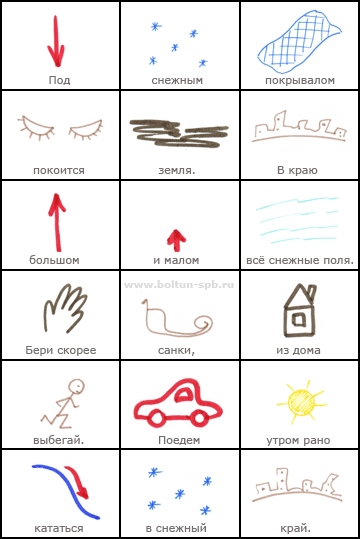 Под снежным покрывалом
покоится земля. В краю
большом и малом всё снежные поля.
www.boltun-spb.ru
Бери скорее санки, из дома
выбегай. Поедем утром рано
кататься в снежный край.